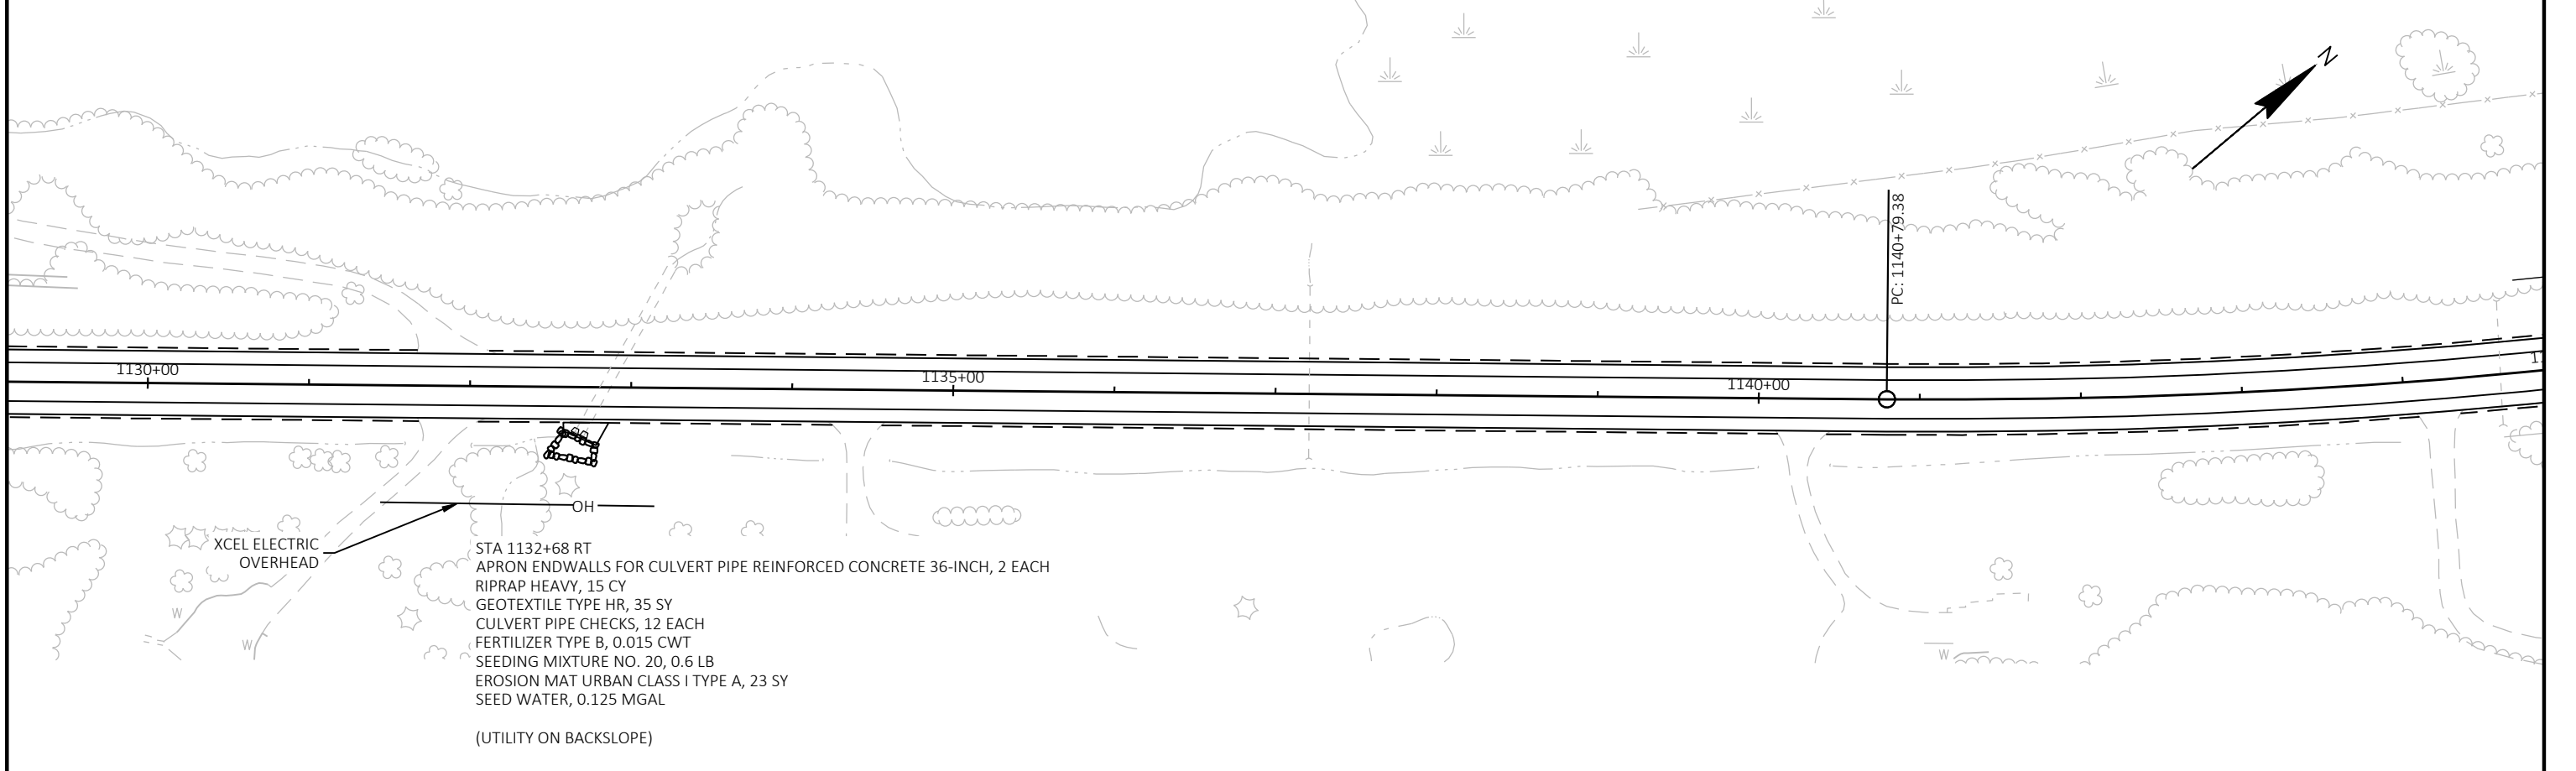 N
PC: 1140+79.38
1130+00
1135+00
1140+00
OH
XCEL ELECTRIC
OVERHEAD
STA 1132+68 RT
APRON ENDWALLS FOR CULVERT PIPE REINFORCED CONCRETE 36-INCH, 2 EACH
RIPRAP HEAVY, 15 CY
GEOTEXTILE TYPE HR, 35 SY
CULVERT PIPE CHECKS, 12 EACH
FERTILIZER TYPE B, 0.015 CWT
SEEDING MIXTURE NO. 20, 0.6 LB
EROSION MAT URBAN CLASS I TYPE A, 23 SY
SEED WATER, 0.125 MGAL
(UTILITY ON BACKSLOPE)
W
W
W